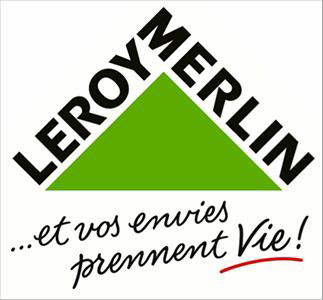 LEROY MERLIN
...et vos envies
prennent Vie!